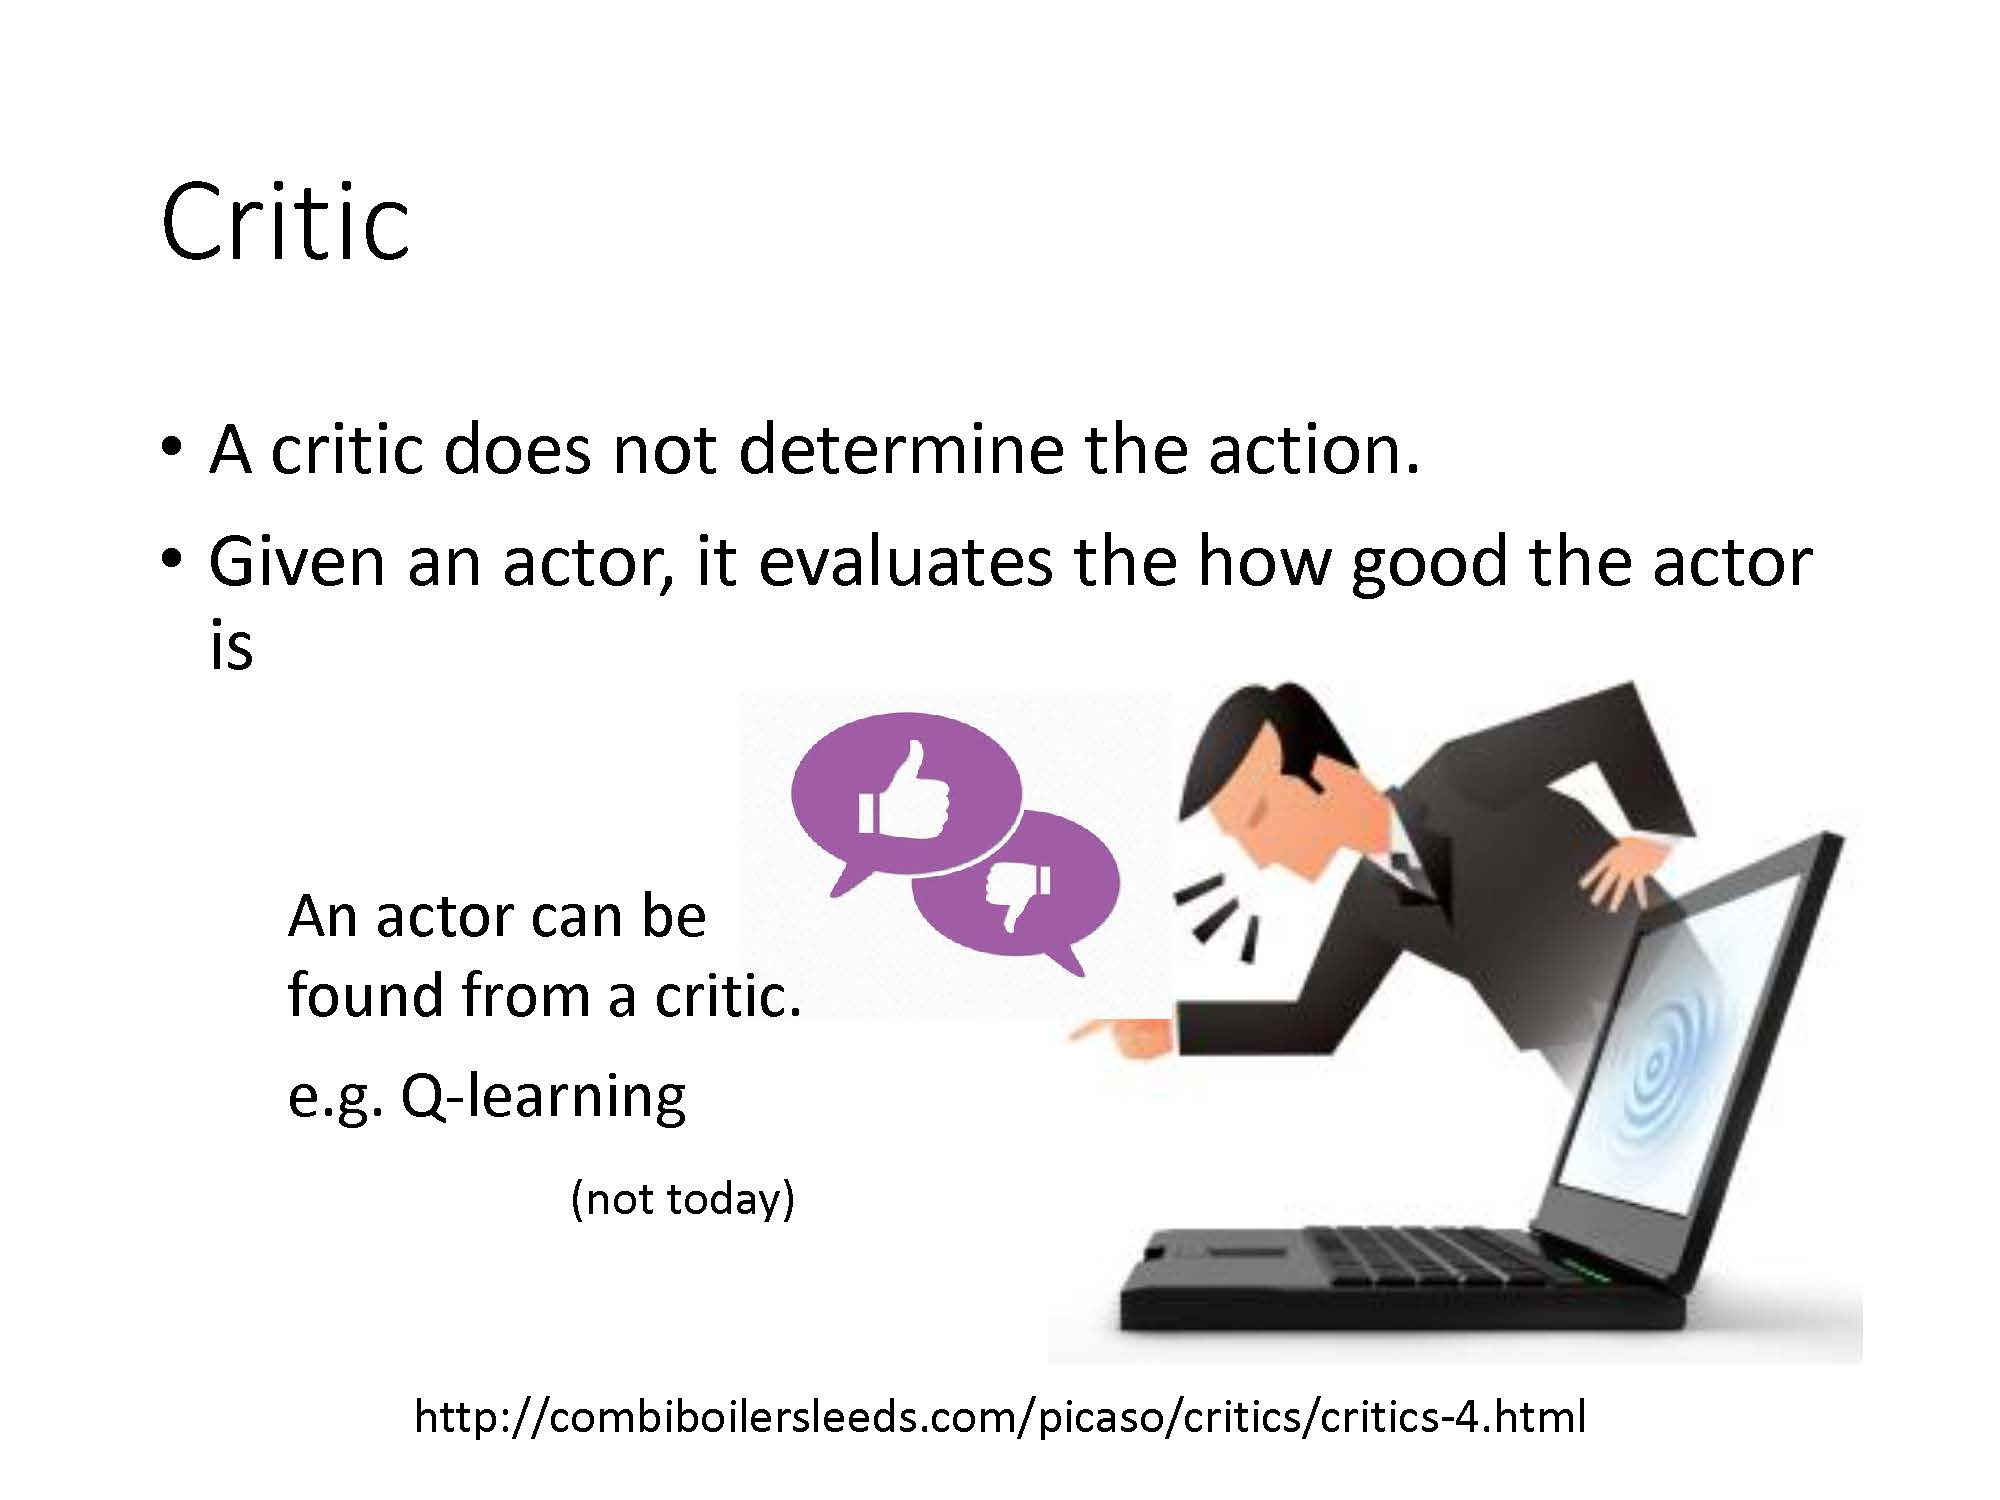 Critic
• A critic does not determine the action.
• Given an actor, it evaluates the how good the actor
is
An actor can be
found from a critic.
e.g. Q-learning
(not today)
http://combiboilersleeds.com/picaso/critics/critics-4.html